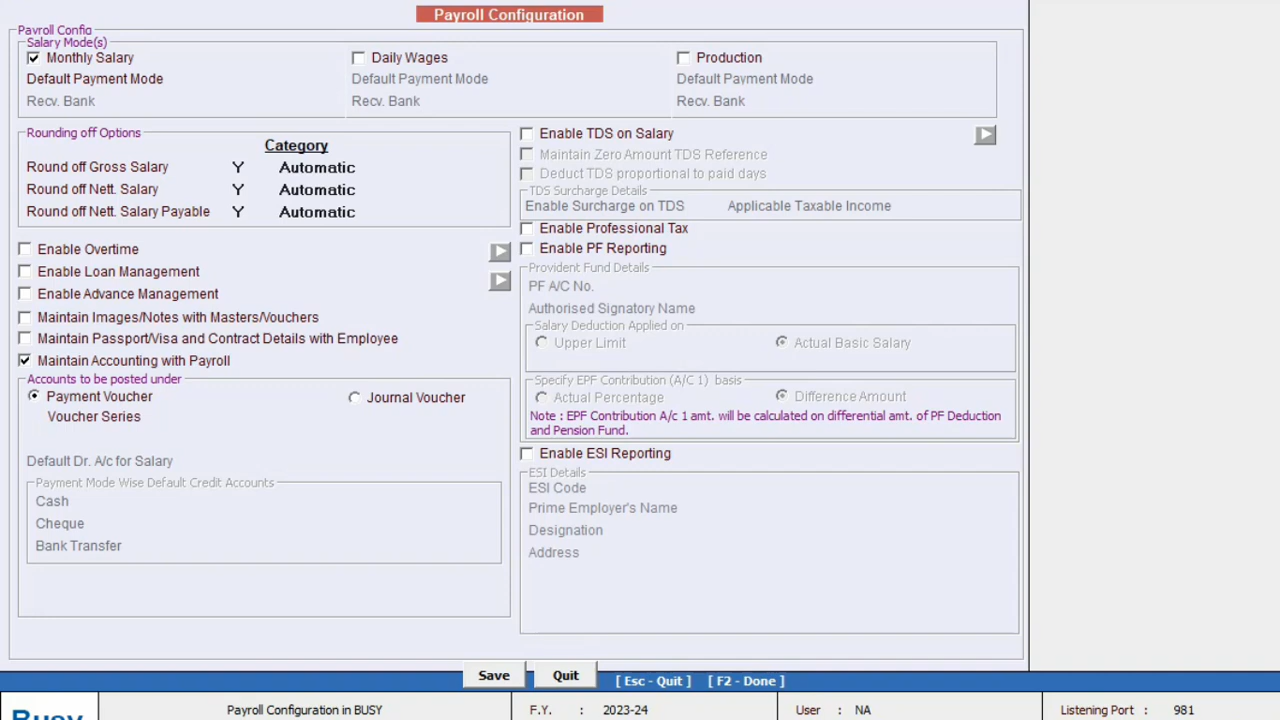 Payroll Configuration
Payroll Config
Salary Mode(s)
Monthly Salary
Daily Wages
Production
Default Payment Mode
Default Payment Mode
Default Payment Mode
Recv. Bank
Recv. Bank
Recv. Bank
Rounding off Options
Category
Round off Gross Salary Y Automatic
Round off Nett. Salary Y Automatic
Round off Nett. Salary Payable Y Automatic
Enable Overtime
Enable Loan Management
Enable Advance Management
Maintain Images/Notes with Masters/Vouchers
Maintain Passport/Visa and Contract Details with Employee
Maintain Accounting with Payroll
Accounts to be posted under
Payment Voucher
Journal Voucher
Voucher Series
Default Dr. A/c for Salary
Payment Mode Wise Default Credit Accounts
Cash
Cheque
Bank Transfer
Enable TDS on Salary
Maintain Zero Amount TDS Reference
Deduct TDS proportional to paid days
TDS Surcharge Details
Enable Surcharge on TDS Applicable Taxable Income
Enable Professional Tax
Enable PF Reporting
Provident Fund Details
PF A/C No.
Authorised Signatory Name
Salary Deduction Applied on
Upper Limit
Actual Basic Salary
Specify EPF Contribution (A/C 1) basis
Actual Percentage
Difference Amount
Note : EPF Contribution A/c 1 amt. will be calculated on differential amt. of PF Deduction
and Pension Fund.
Enable ESI Reporting
ESI Details
ESI Code
Prime Employer's Name
Designation
Address
Save
Quit
[ Esc - Quit ] [ F2 - Done ]
Busy
Payroll Configuration in BUSY
F.Y. : 2023-24
User : NA
Listening Port : 981